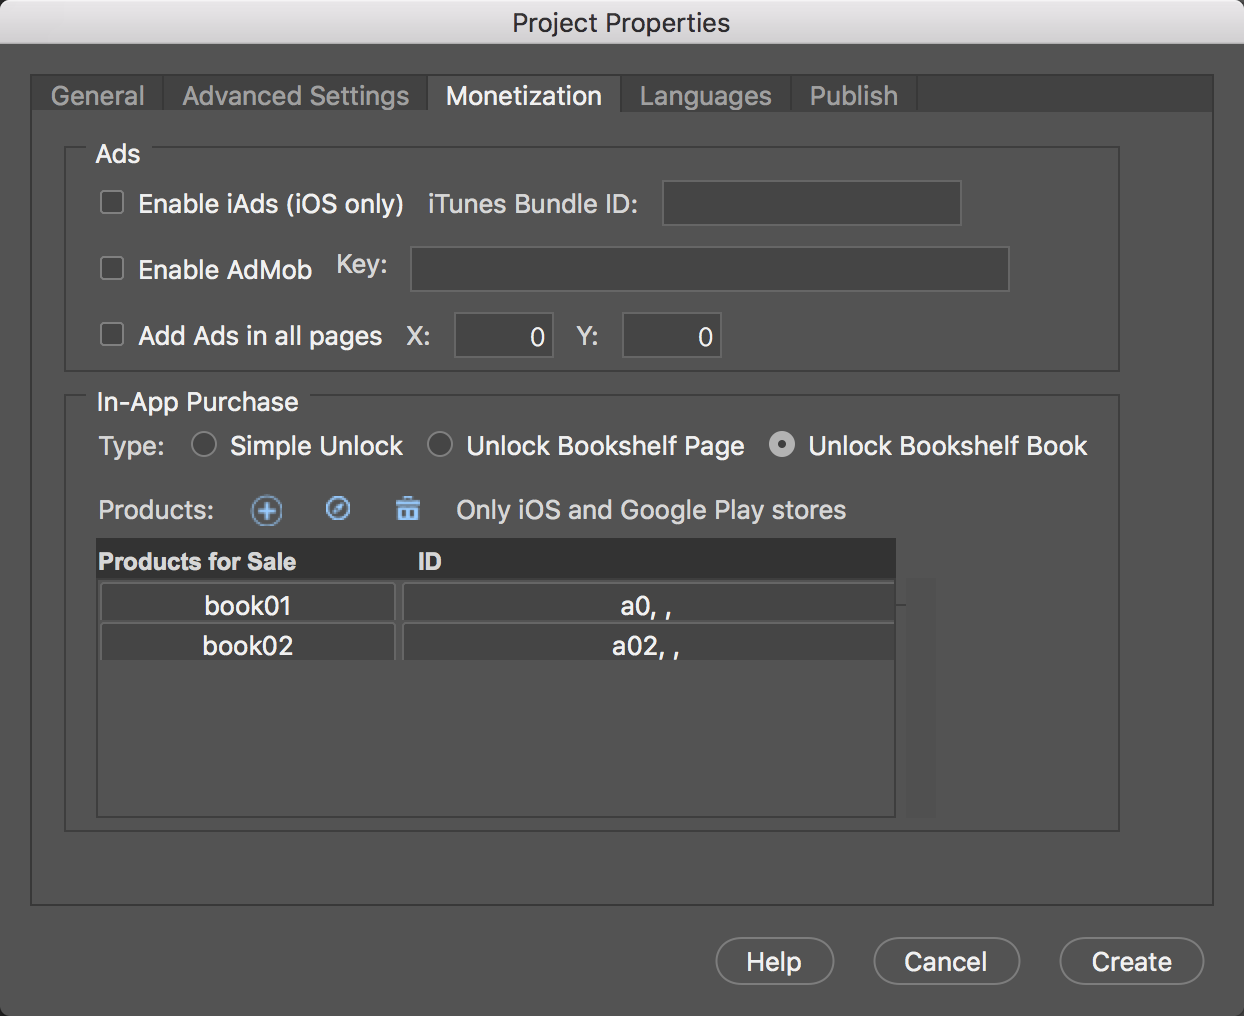 Project Properties
General Advanced Settings Monetization Languages Publish
Ads
Enable iAds (iOS only) iTunes Bundle ID:
Enable AdMob Key:
Add Ads in all pages X: 0 Y: 0
In-App Purchase
Type: Simple Unlock Unlock Bookshelf Page Unlock Bookshelf Book
Products: Only iOS and Google Play stores
Products for Sale ID
book01 a0, ,
book02 a02, ,
Help Cancel Create